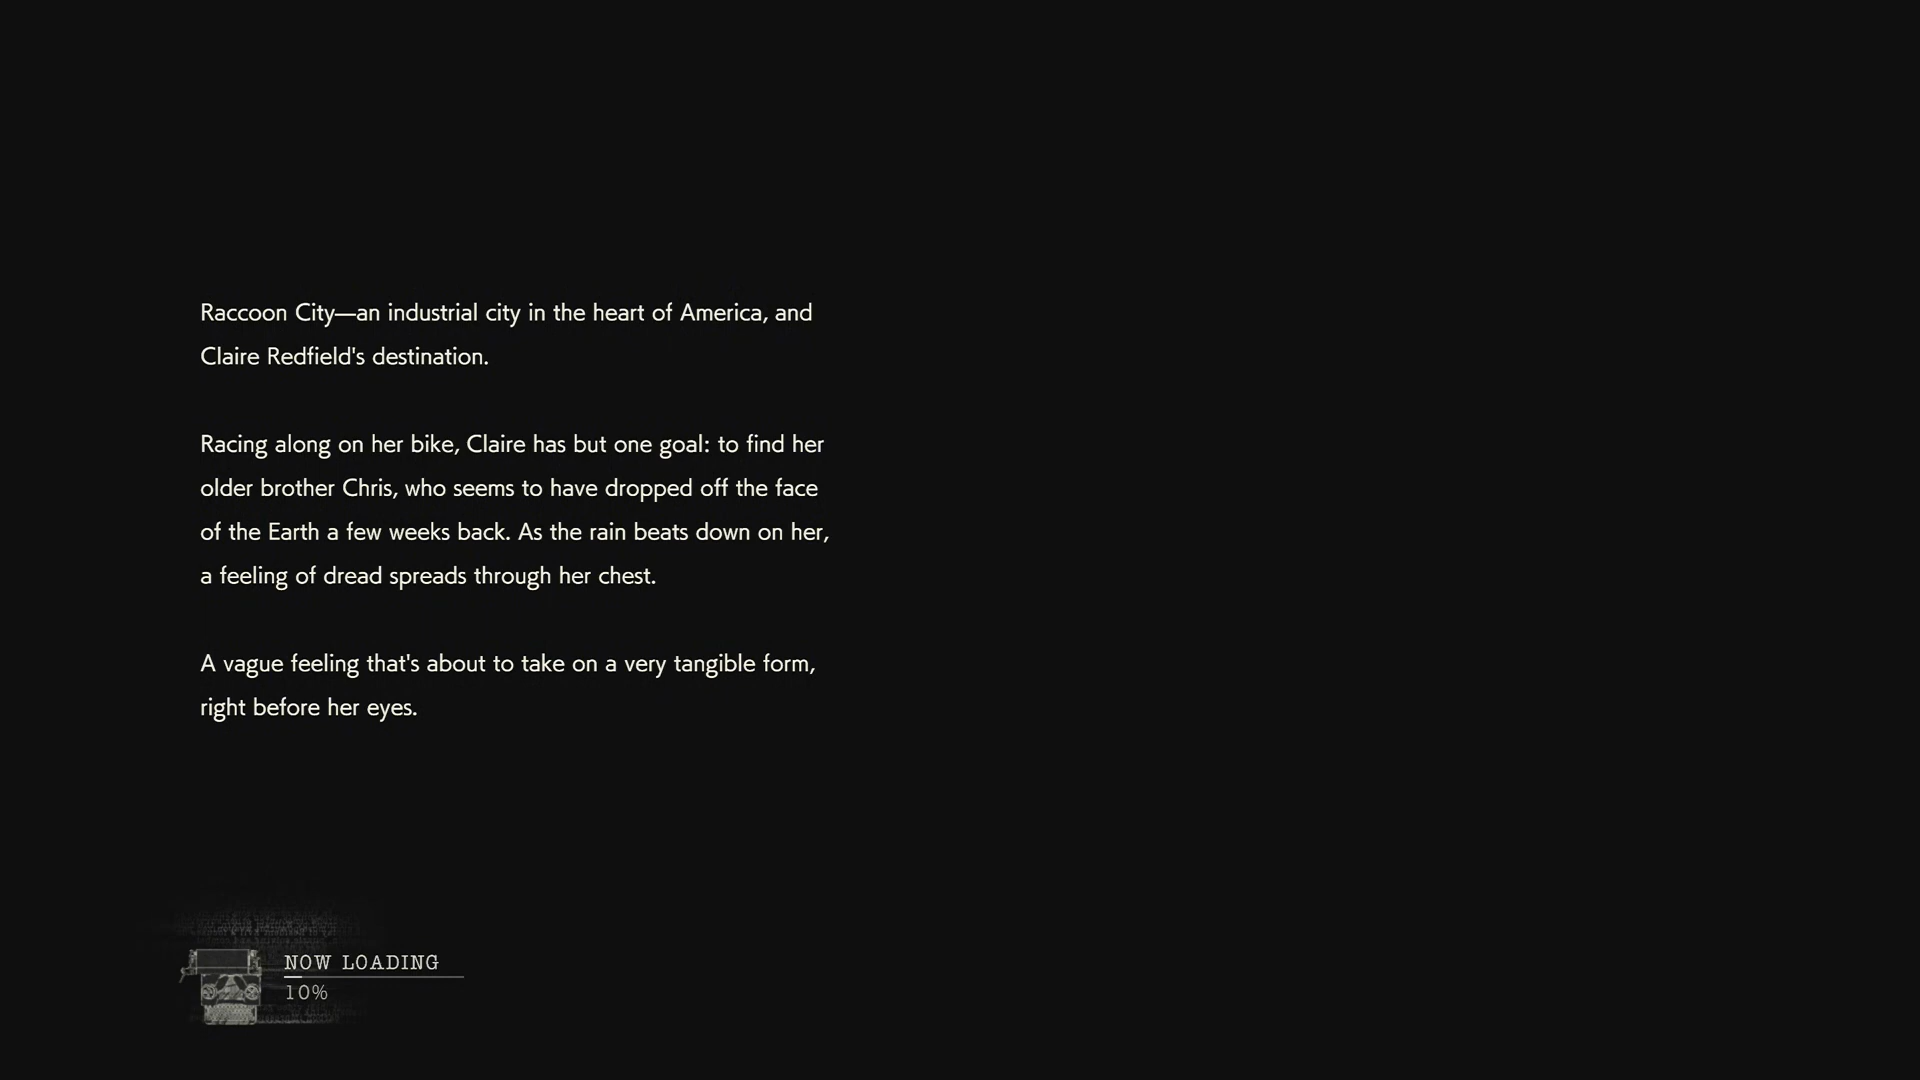 Raccoon City—an industrial city in the heart of America, and
Claire Redfield's destination.
Racing along on her bike, Claire has but one goal: to find her
older brother Chris, who seems to have dropped off the face
of the Earth a few weeks back. As the rain beats down on her,
a feeling of dread spreads through her chest.
A vague feeling that's about to take on a very tangible form,
right before her eyes.
NOW LOADING
10%